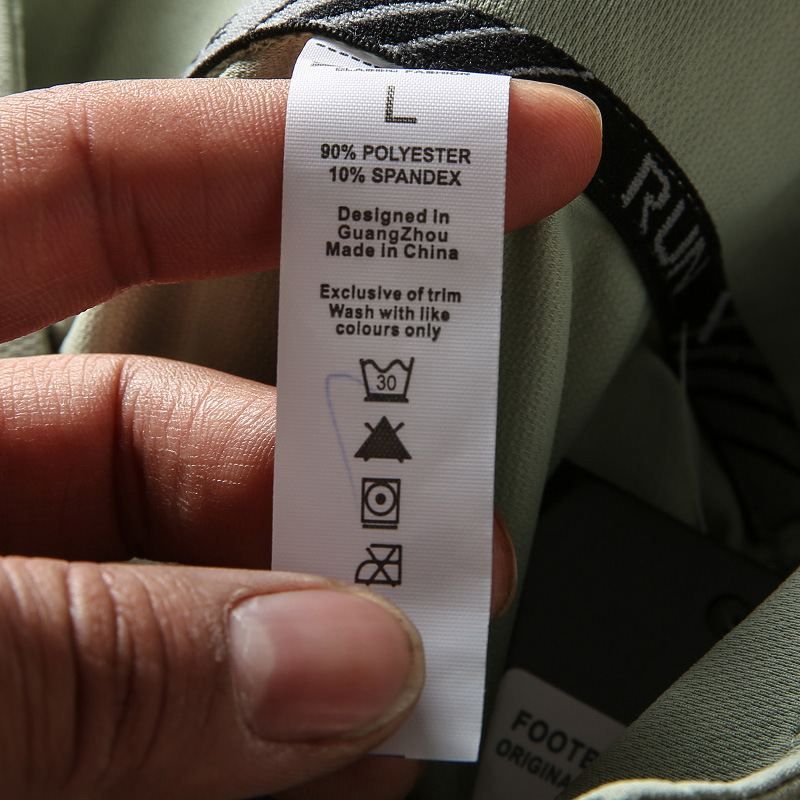 L
90% POLYESTER
10% SPANDEX
Designed in
GuangZhou
Made in China
Exclusive of trim
Wash with like
colours only
30
RUN
FOOTE
ORIGINA